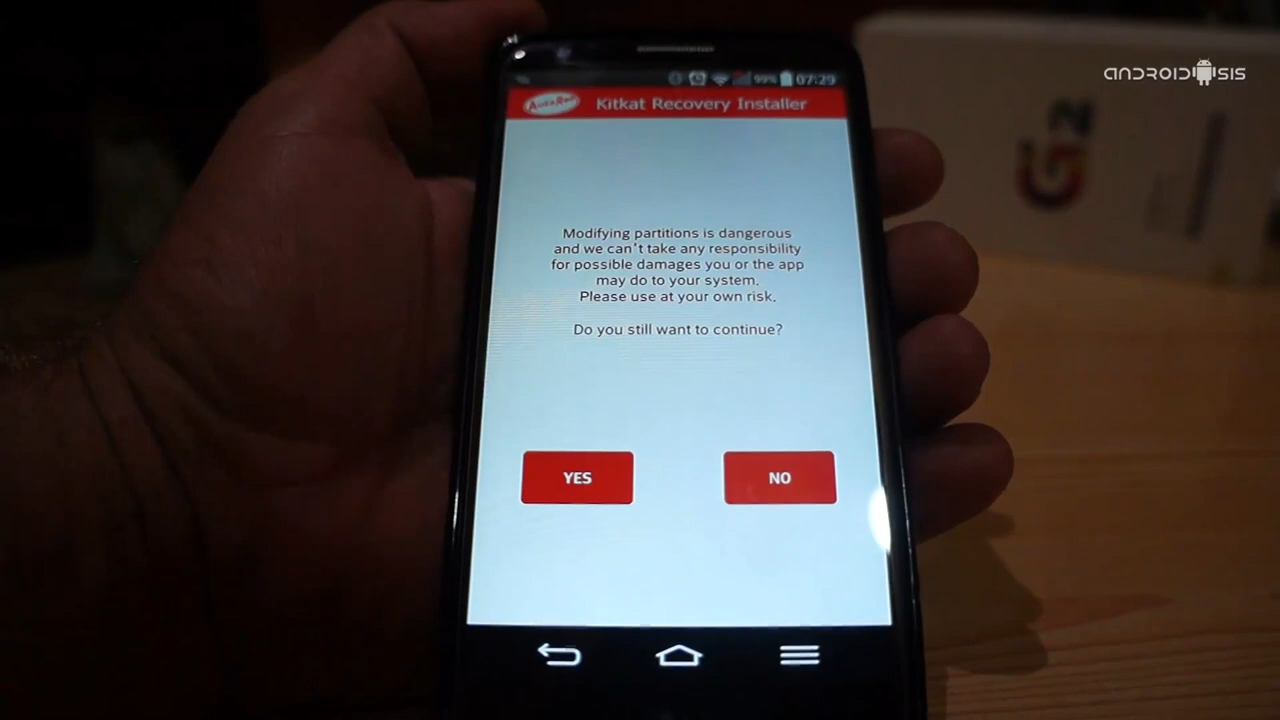 ANDROIDSIS
99% 07:29
AutoRec Kitkat Recovery Installer
G2
Modifying partitions is dangerous
and we can't take any responsibility
for possible damages you or the app
may do to your system.
Please use at your own risk.
Do you still want to continue?
YES NO